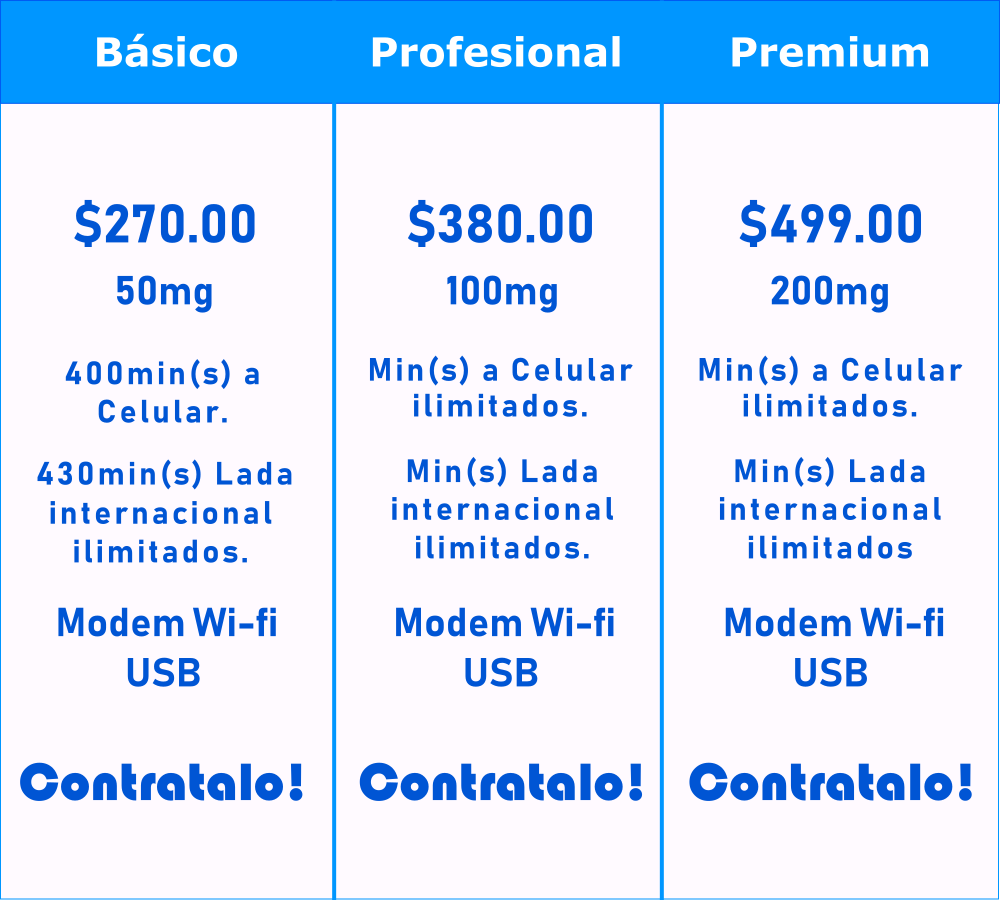 Básico
$270.00
50mg
400min(s) a
Celular.
430min(s) Lada
internacional
ilimitados.
Modem Wi-fi
USB
Contratalo!
Profesional
$380.00
100mg
Min(s) a Celular
ilimitados.
Min(s) Lada
internacional
ilimitados.
Modem Wi-fi
USB
Contratalo!
Premium
$499.00
200mg
Min(s) a Celular
ilimitados.
Min(s) Lada
internacional
ilimitados
Modem Wi-fi
USB
Contratalo!